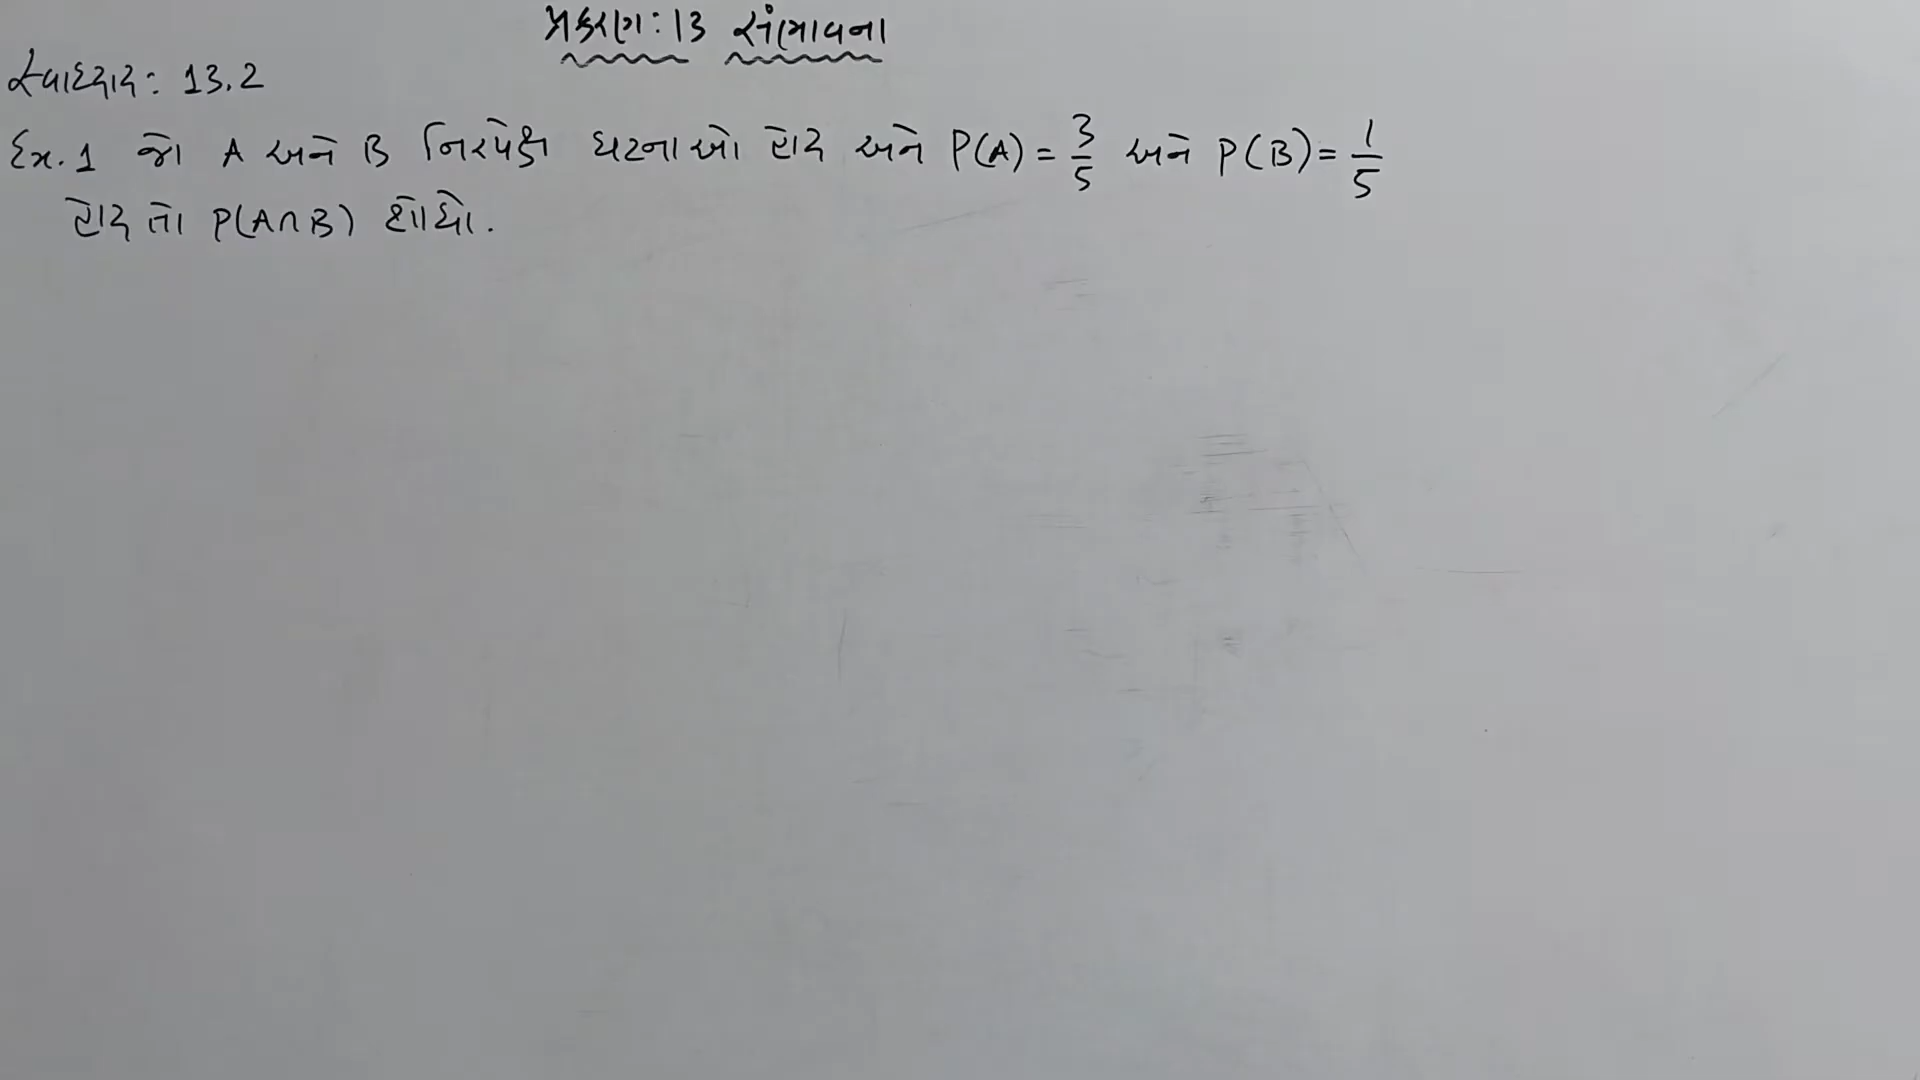 પ્રકરણ: 13 સંભાવના
સ્વાધ્યાય: 13.2
Ex. 1 જો A અને B નિરપેક્ષ ઘટનાઓ હોય અને P(A) = 3/5 અને P(B) = 1/5
હોય તો P(A∩B) શોધો.